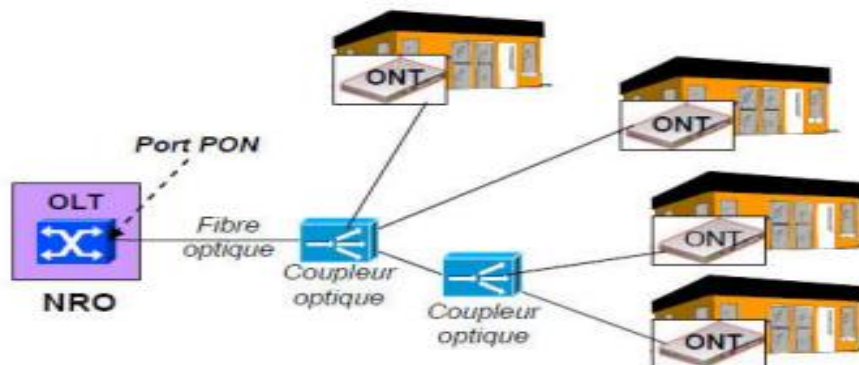 ONT
ONT
Port PON
OLT
Fibre
optique
NRO
Coupleur
optique
Coupleur
optique
ONT
ONT